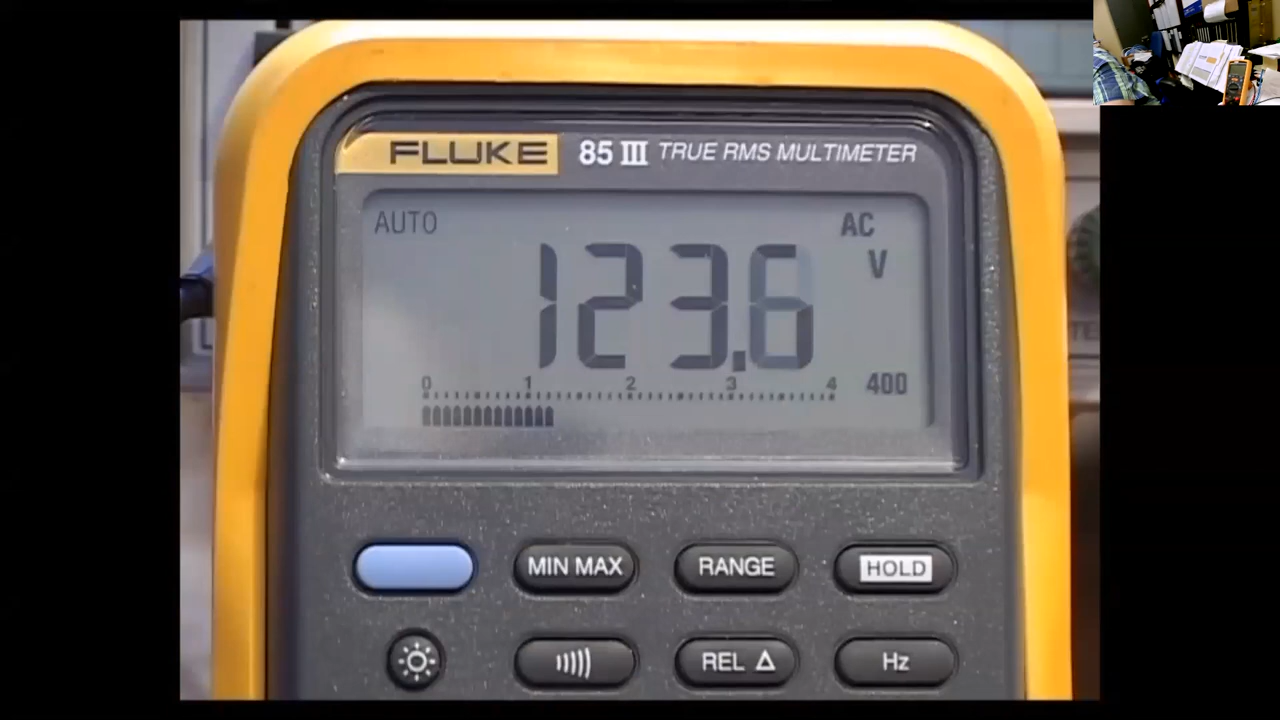 FLUKE 85 III TRUE RMS MULTIMETER
AUTO AC
123.6 V
0 1 2 3 4 400
MIN MAX RANGE HOLD
REL Δ Hz